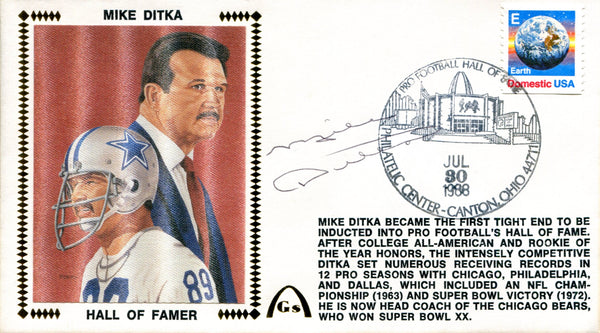 MIKE DITKA
89
HALL OF FAMER
Gs
E
Earth
Domestic USA
PRO FOOTBALL HALL OF FAME
JUL
30
1988
PHILATELIC CENTER-CANTON, OHIO 44711
Mike
Ditka
MIKE DITKA BECAME THE FIRST TIGHT END TO BE
INDUCTED INTO PRO FOOTBALL'S HALL OF FAME.
AFTER COLLEGE ALL-AMERICAN AND ROOKIE OF
THE YEAR HONORS, THE INTENSELY COMPETITIVE
DITKA SET NUMEROUS RECEIVING RECORDS IN
12 PRO SEASONS WITH CHICAGO, PHILADELPHIA,
AND DALLAS, WHICH INCLUDED AN NFL CHAM-
PIONSHIP (1963) AND SUPER BOWL VICTORY (1972).
HE IS NOW HEAD COACH OF THE CHICAGO BEARS,
WHO WON SUPER BOWL XX.